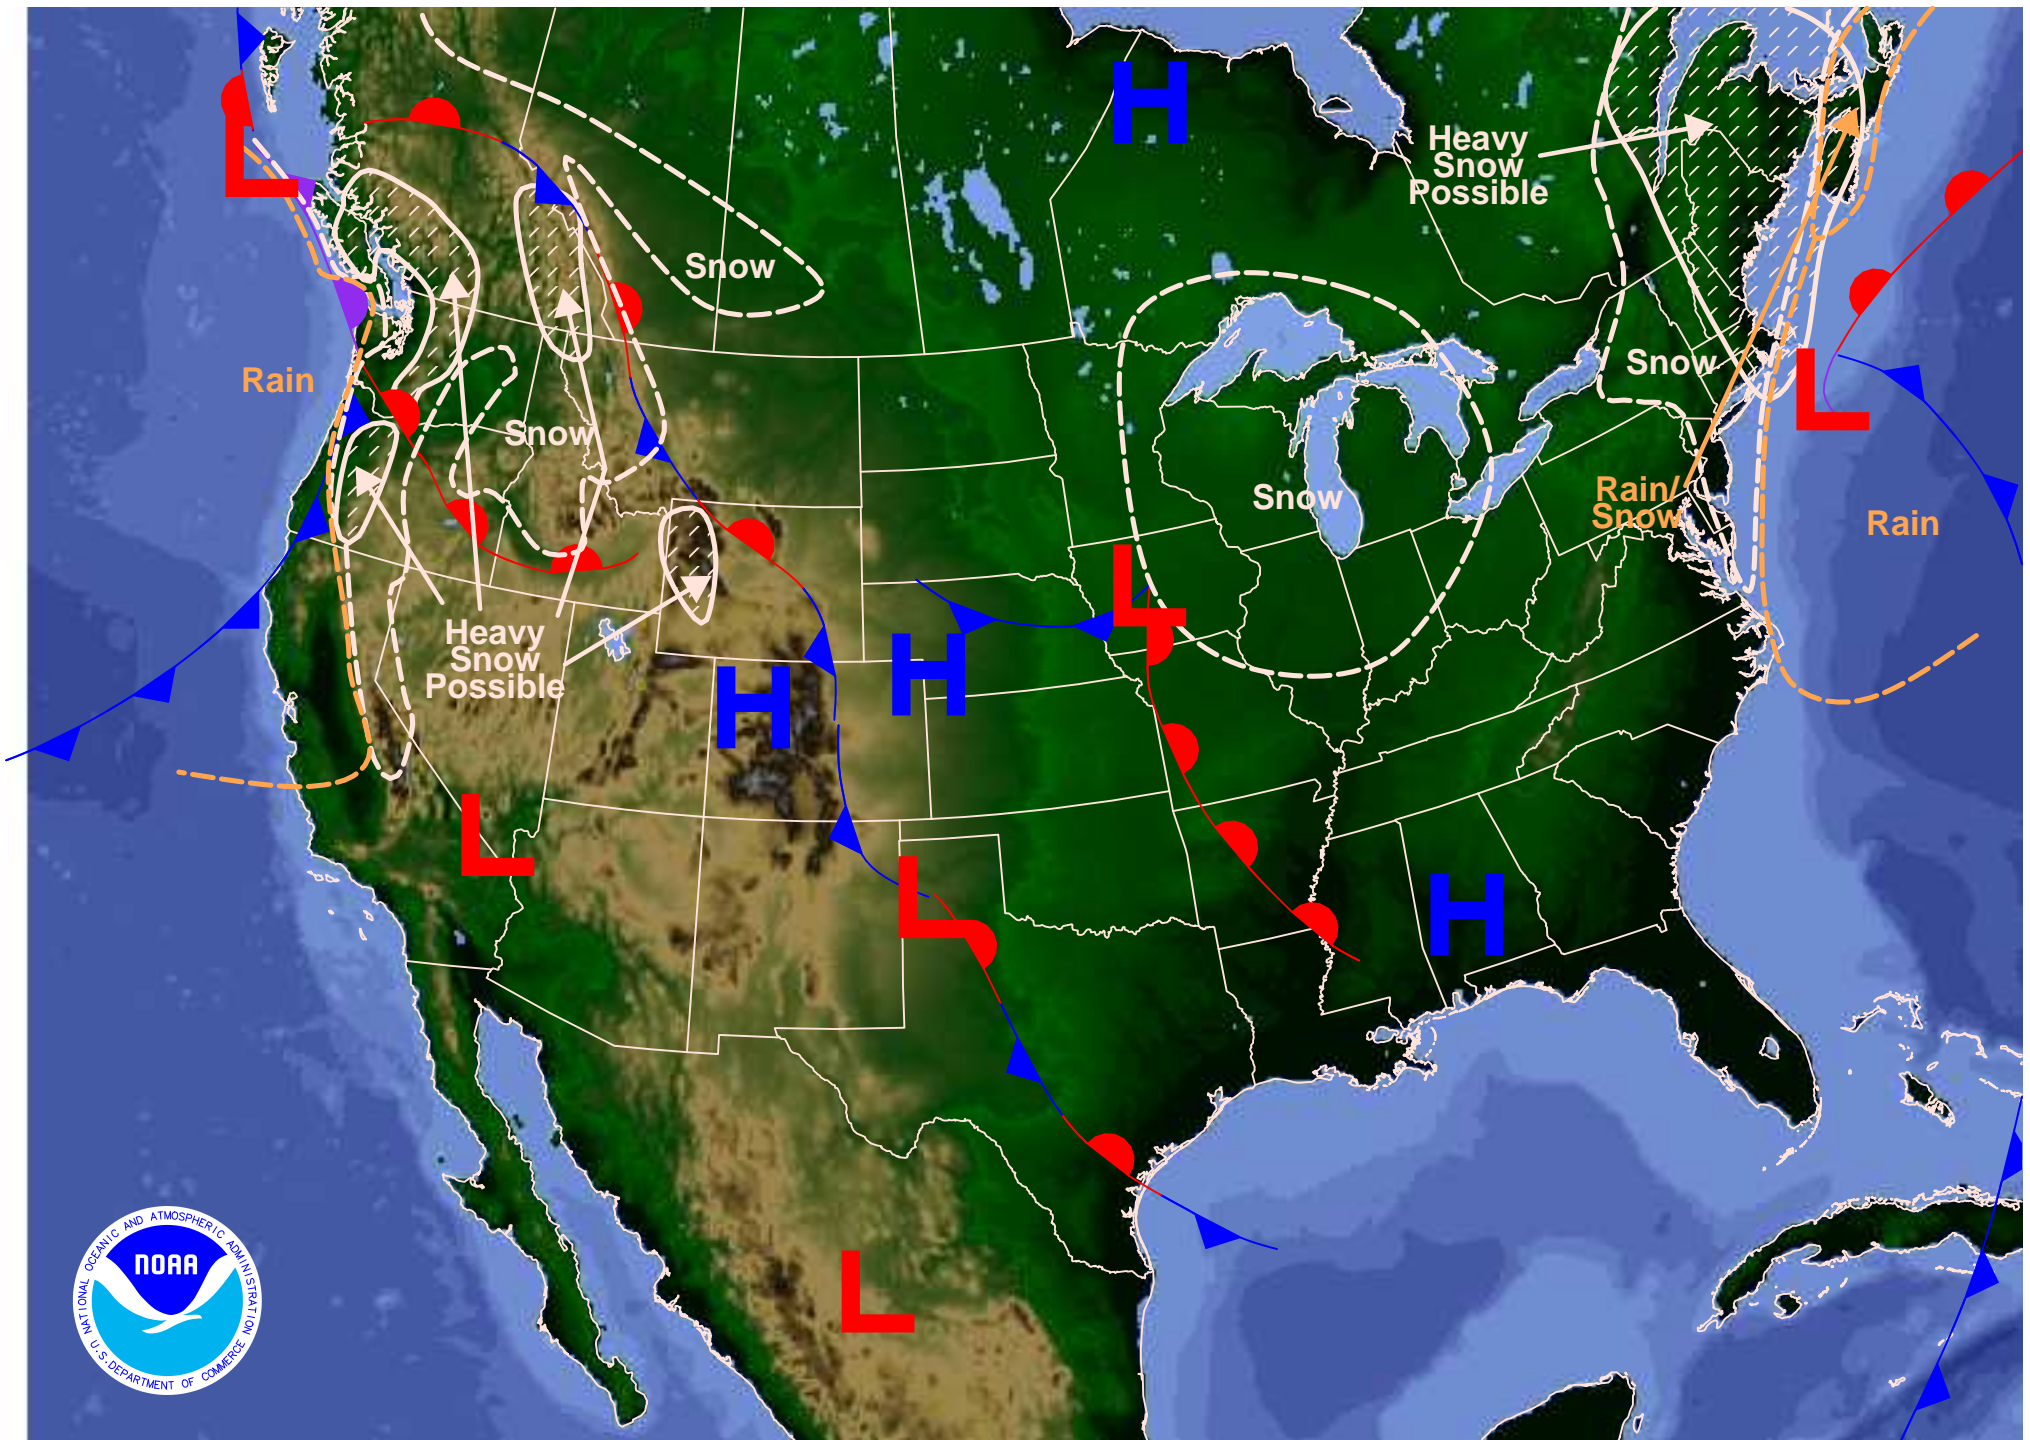 H
Heavy
Snow
Possible
L
Snow
Snow
L
Rain
Snow
Snow
Rain/
Snow
Rain
L
Heavy
Snow
Possible
H
H
L
L
H
L
NOAA
NATIONAL OCEANIC AND ATMOSPHERIC ADMINISTRATION
U.S. DEPARTMENT OF COMMERCE